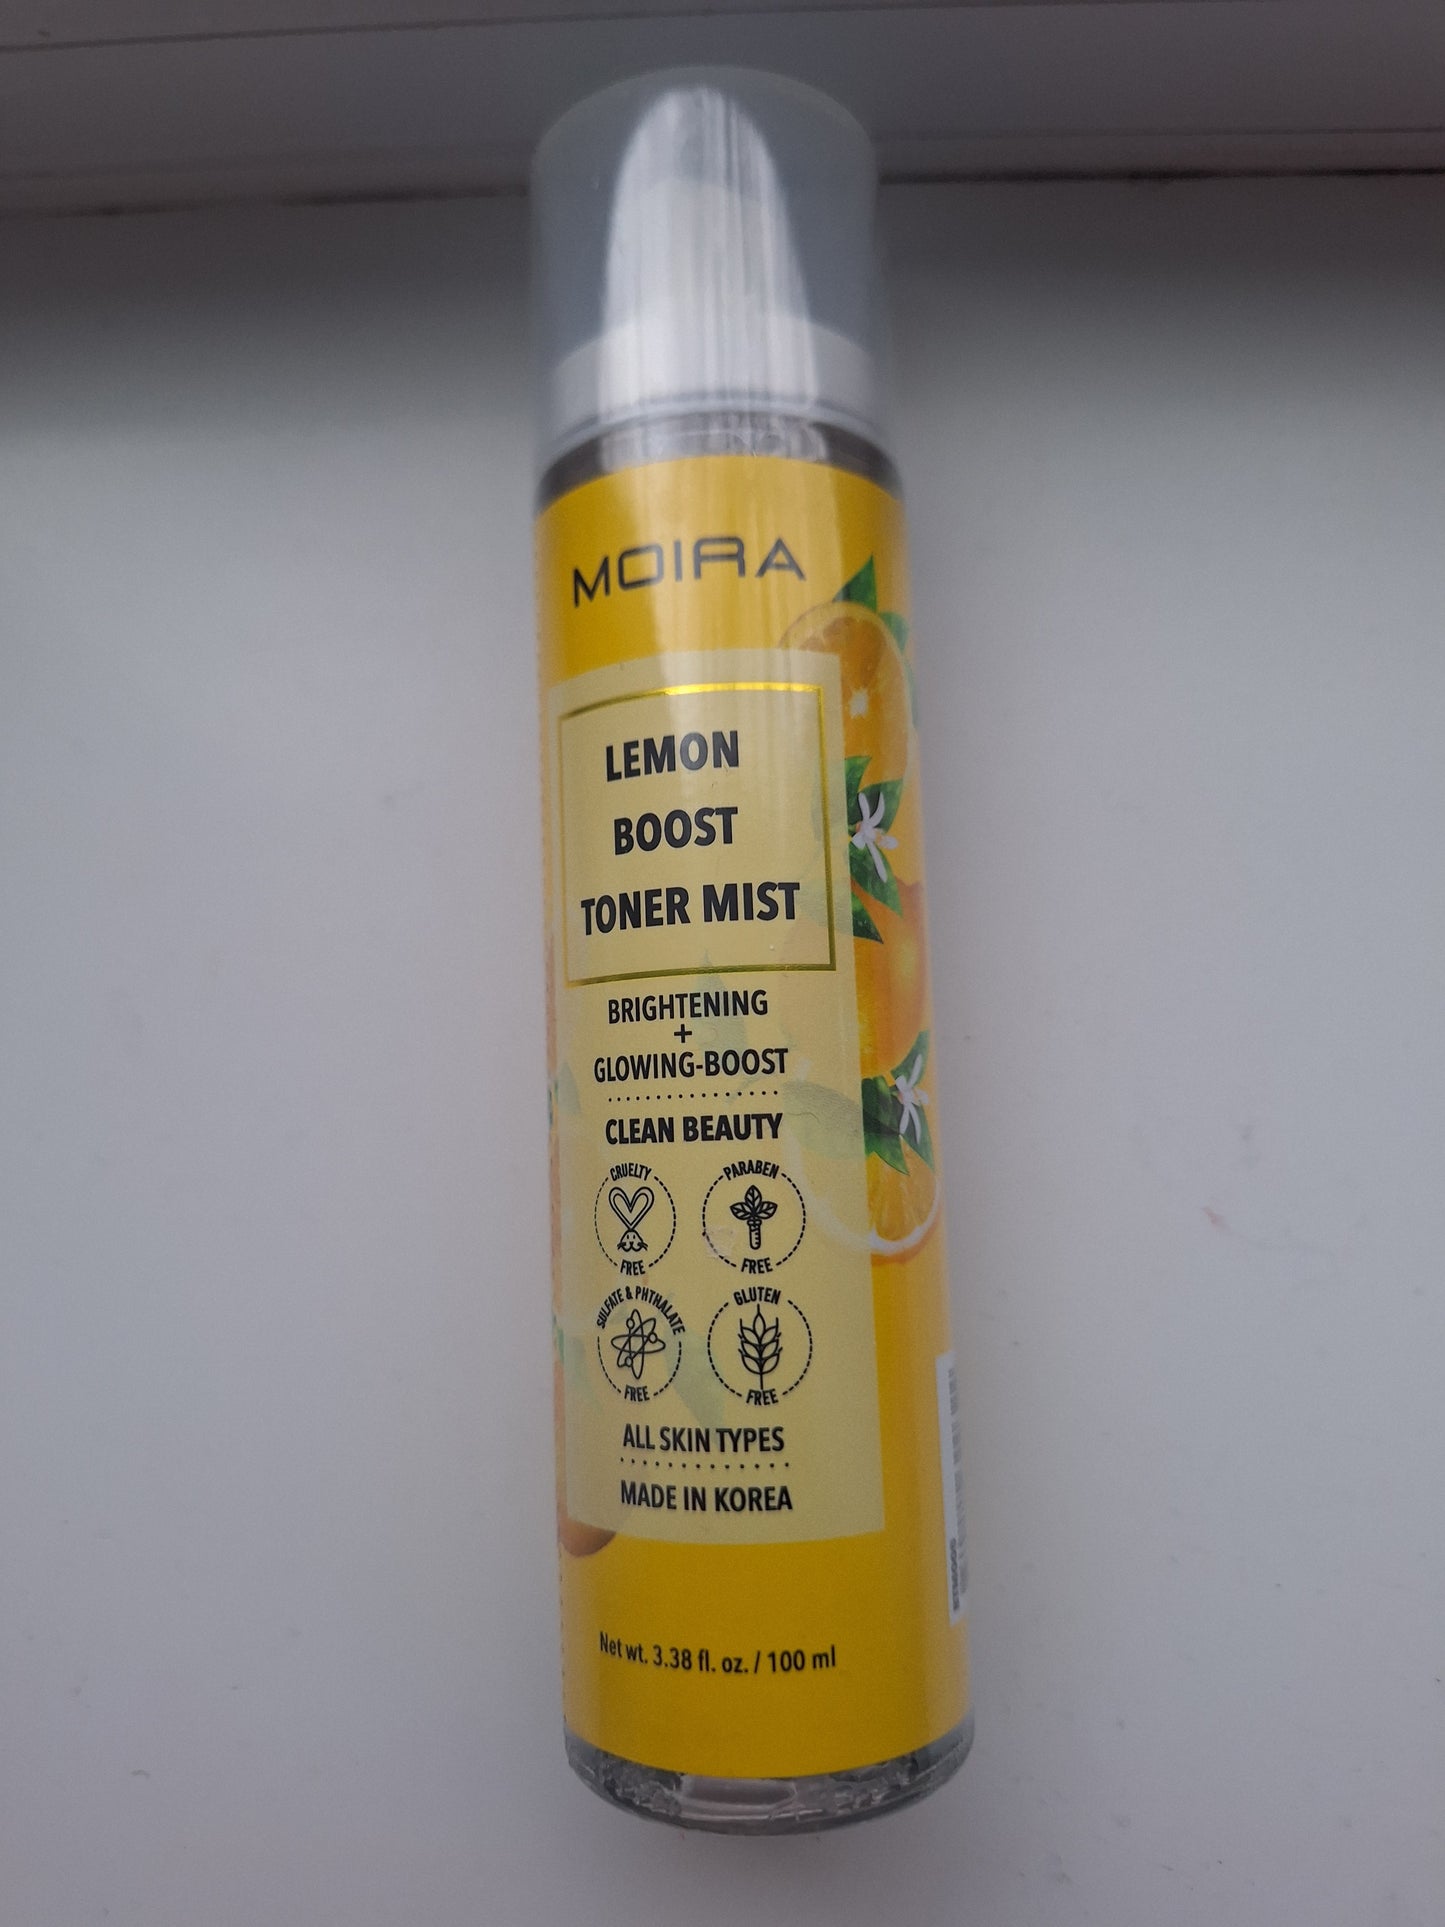 MOIRA
LEMON
BOOST
TONER MIST
BRIGHTENING
+
GLOWING-BOOST
CLEAN BEAUTY
CRUELTY
FREE
PARABEN
FREE
SULFATE & PHTHALATE
FREE
GLUTEN
FREE
ALL SKIN TYPES
MADE IN KOREA
Net wt. 3.38 fl. oz. / 100 ml